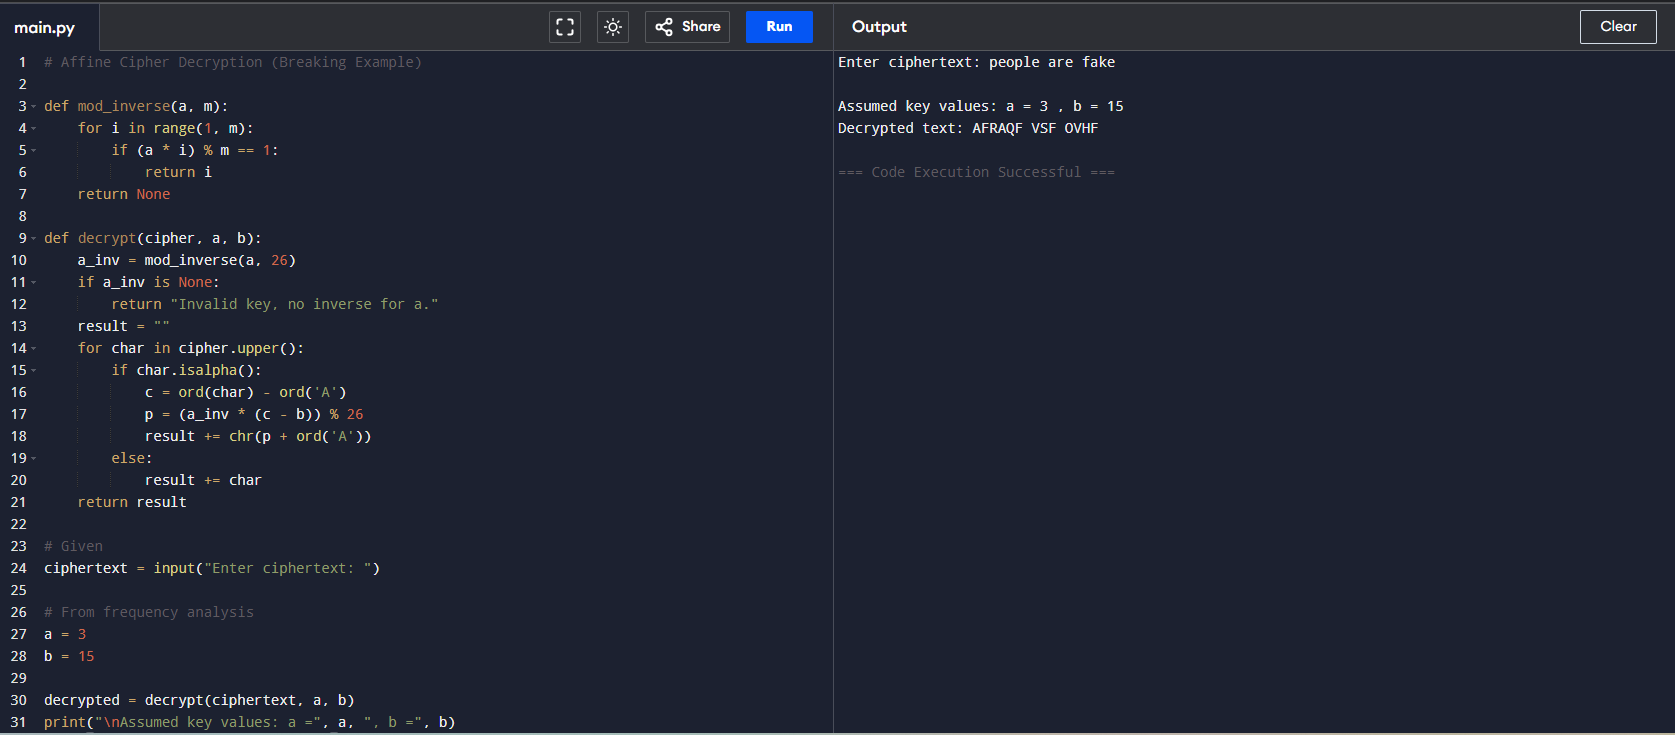 main.py
Share
Run
Output
Clear
1 # Affine Cipher Decryption (Breaking Example)
2
3 def mod_inverse(a, m):
4     for i in range(1, m):
5         if (a * i) % m == 1:
6             return i
7     return None
8
9 def decrypt(cipher, a, b):
10     a_inv = mod_inverse(a, 26)
11     if a_inv is None:
12         return "Invalid key, no inverse for a."
13     result = ""
14     for char in cipher.upper():
15         if char.isalpha():
16             c = ord(char) - ord('A')
17             p = (a_inv * (c - b)) % 26
18             result += chr(p + ord('A'))
19         else:
20             result += char
21     return result
22
23 # Given
24 ciphertext = input("Enter ciphertext: ")
25
26 # From frequency analysis
27 a = 3
28 b = 15
29
30 decrypted = decrypt(ciphertext, a, b)
31 print("\nAssumed key values: a =", a, ", b =", b)
Enter ciphertext: people are fake
Assumed key values: a = 3 , b = 15
Decrypted text: AFRAQF VSF OVHF
=== Code Execution Successful ===